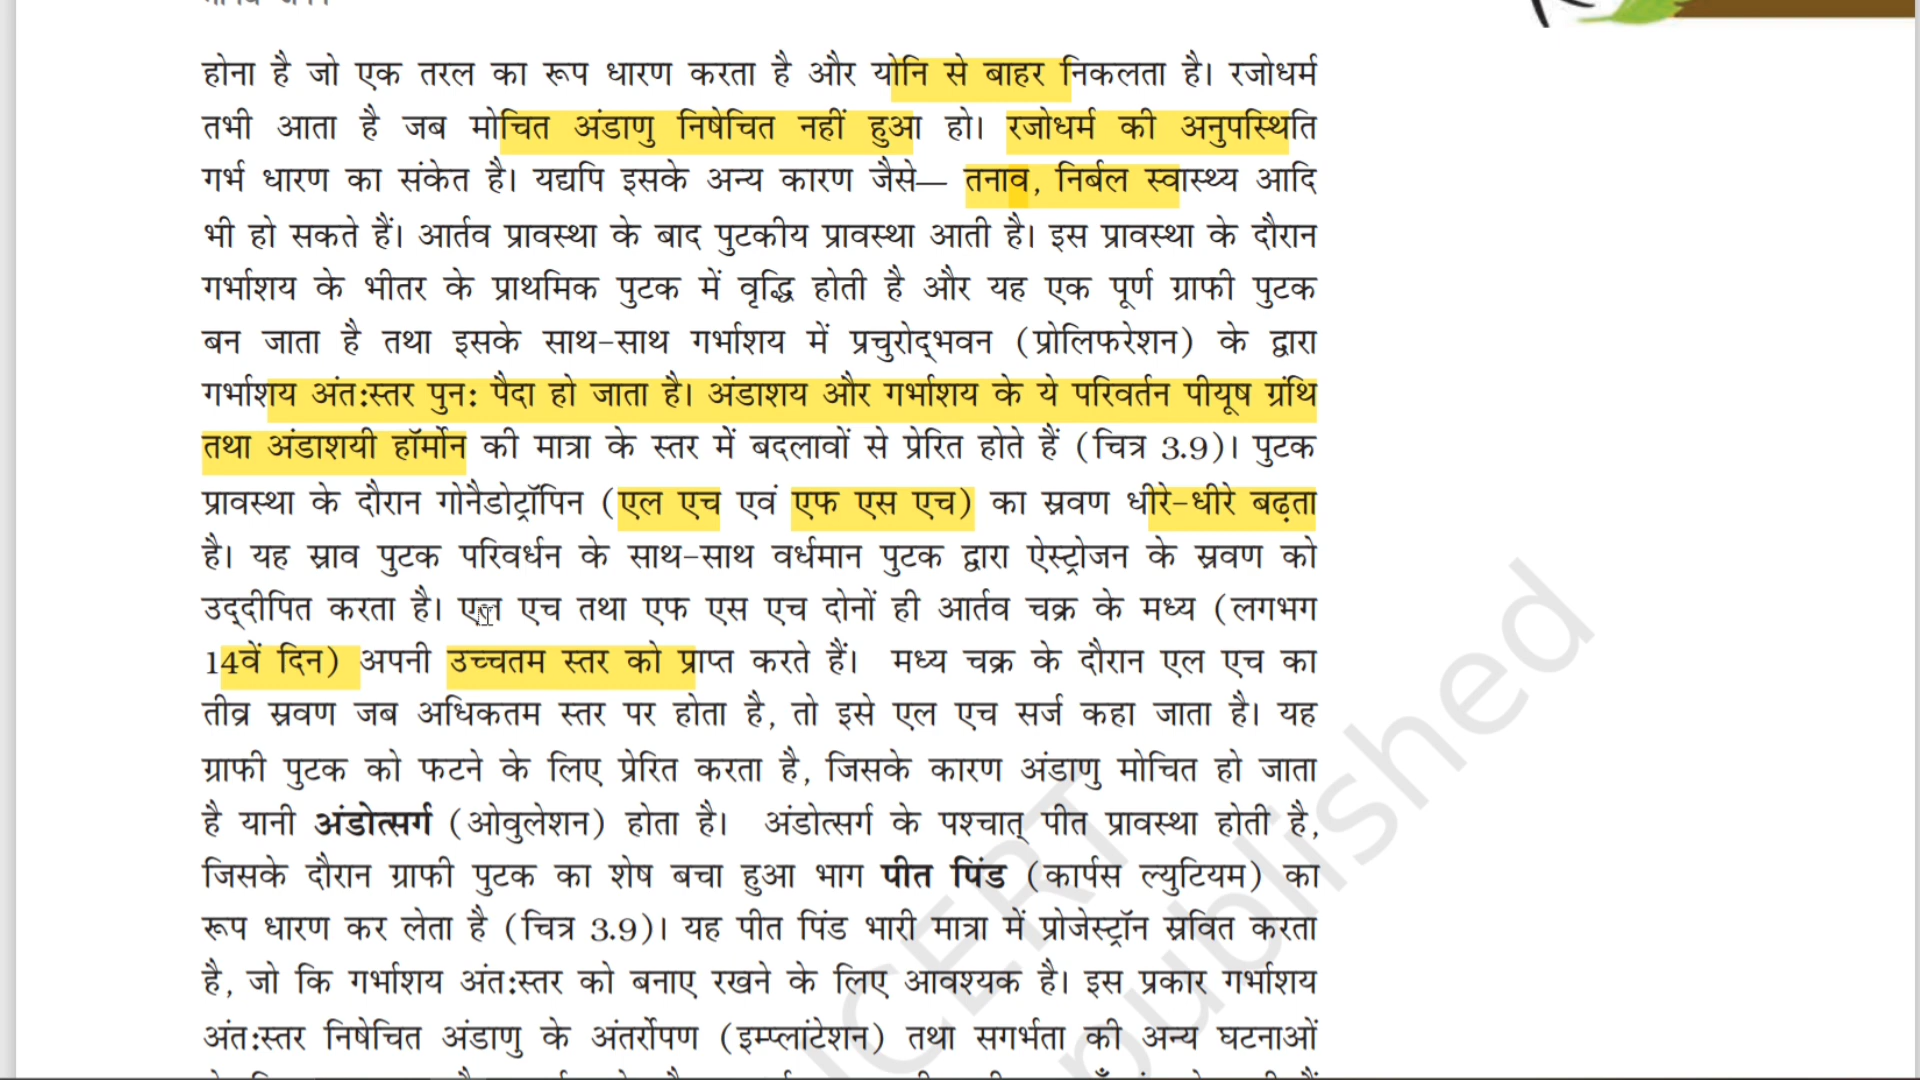 होना है जो एक तरल का रूप धारण करता है और योनि से बाहर निकलता है। रजोधर्म
तभी आता है जब मोचित अंडाणु निषेचित नहीं हुआ हो। रजोधर्म की अनुपस्थिति
गर्भ धारण का संकेत है। यद्यपि इसके अन्य कारण जैसे— तनाव, निर्बल स्वास्थ्य आदि
भी हो सकते हैं। आर्तव प्रावस्था के बाद पुटकीय प्रावस्था आती है। इस प्रावस्था के दौरान
गर्भाशय के भीतर के प्राथमिक पुटक में वृद्धि होती है और यह एक पूर्ण ग्राफी पुटक
बन जाता है तथा इसके साथ-साथ गर्भाशय में प्रचुरोद्‌भवन (प्रोलिफरेशन) के द्वारा
गर्भाशय अंत:स्तर पुन: पैदा हो जाता है। अंडाशय और गर्भाशय के ये परिवर्तन पीयूष ग्रंथि
तथा अंडाशयी हॉर्मोन की मात्रा के स्तर में बदलावों से प्रेरित होते हैं (चित्र 3.9)। पुटक
प्रावस्था के दौरान गोनैडोट्रॉपिन (एल एच एवं एफ एस एच) का स्रवण धीरे-धीरे बढ़ता
है। यह स्राव पुटक परिवर्धन के साथ-साथ वर्धमान पुटक द्वारा ऐस्ट्रोजन के स्रवण को
उद्‌दीपित करता है। एल एच तथा एफ एस एच दोनों ही आर्तव चक्र के मध्य (लगभग
14वें दिन) अपनी उच्चतम स्तर को प्राप्त करते हैं। मध्य चक्र के दौरान एल एच का
तीव्र स्रवण जब अधिकतम स्तर पर होता है, तो इसे एल एच सर्ज कहा जाता है। यह
ग्राफी पुटक को फटने के लिए प्रेरित करता है, जिसके कारण अंडाणु मोचित हो जाता
है यानी अंडोत्सर्ग (ओवुलेशन) होता है। अंडोत्सर्ग के पश्चात् पीत प्रावस्था होती है,
जिसके दौरान ग्राफी पुटक का शेष बचा हुआ भाग पीत पिंड (कार्पस ल्युटियम) का
रूप धारण कर लेता है (चित्र 3.9)। यह पीत पिंड भारी मात्रा में प्रोजेस्ट्रॉन स्रवित करता
है, जो कि गर्भाशय अंत:स्तर को बनाए रखने के लिए आवश्यक है। इस प्रकार गर्भाशय
अंत:स्तर निषेचित अंडाणु के अंतर्रोपण (इम्प्लांटेशन) तथा सगर्भता की अन्य घटनाओं
NCERT
published